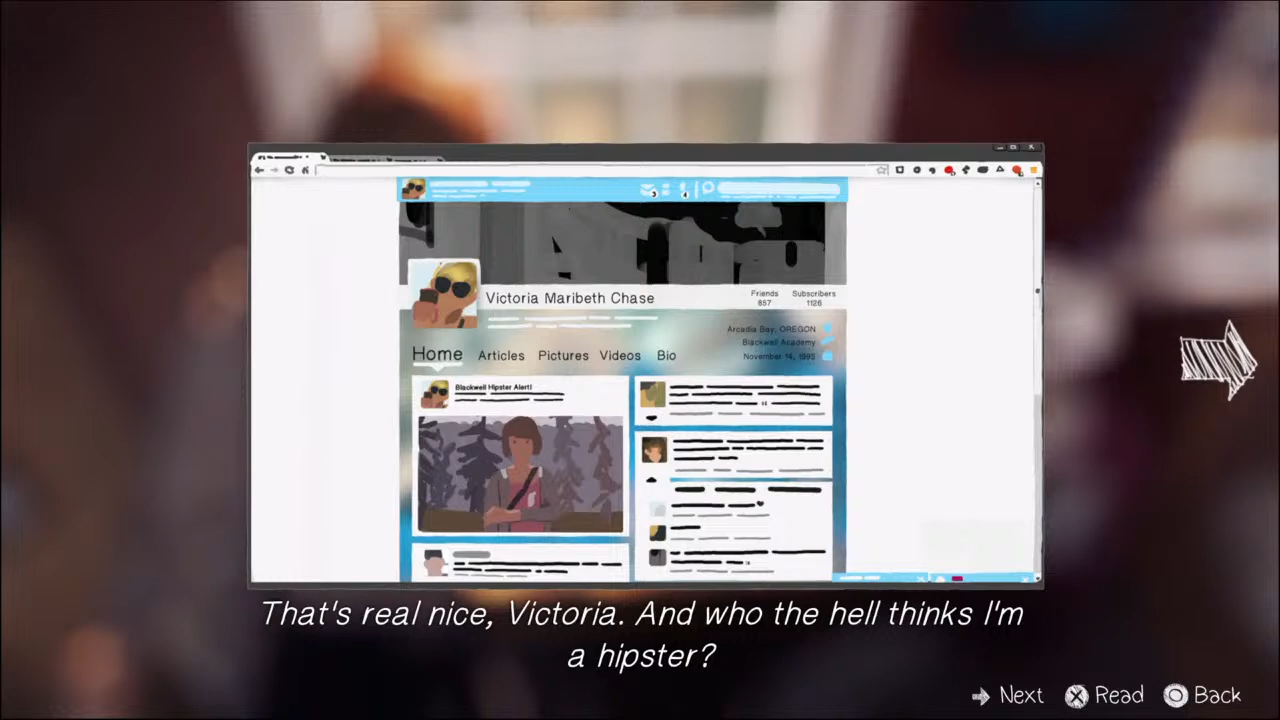 Victoria Maribeth Chase
Friends
857
Subscribers
1126
Arcadia Bay, OREGON
Blackwell Academy
November 14, 1995
Home
Articles
Pictures
Videos
Bio
Blackwell Hipster Alert!
That's real nice, Victoria. And who the hell thinks I'm
a hipster?
Next
Read
Back